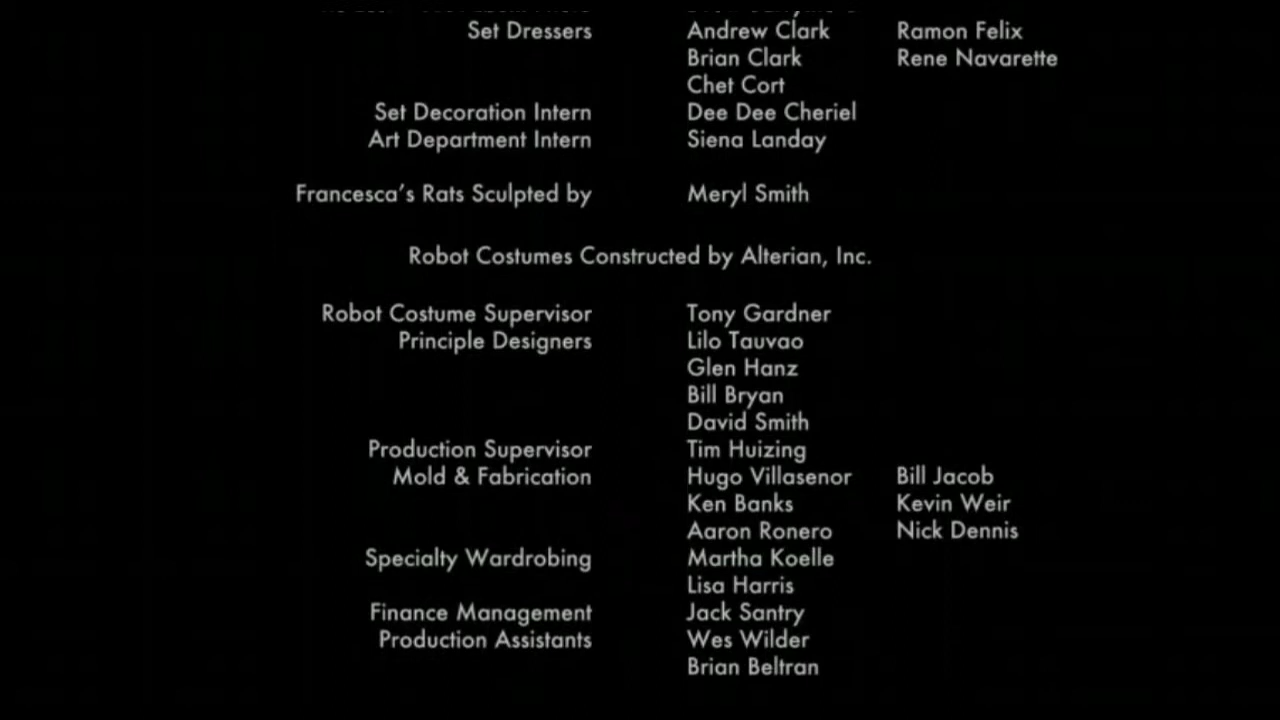 Set Dressers Andrew Clark Ramon Felix
Brian Clark Rene Navarette
Chet Cort
Set Decoration Intern Dee Dee Cheriel
Art Department Intern Siena Landay
Francesca's Rats Sculpted by Meryl Smith
Robot Costumes Constructed by Alterian, Inc.
Robot Costume Supervisor Tony Gardner
Principle Designers Lilo Tauvao
Glen Hanz
Bill Bryan
David Smith
Production Supervisor Tim Huizing
Mold & Fabrication Hugo Villasenor Bill Jacob
Ken Banks Kevin Weir
Aaron Ronero Nick Dennis
Specialty Wardrobing Martha Koelle
Lisa Harris
Finance Management Jack Santry
Production Assistants Wes Wilder
Brian Beltran